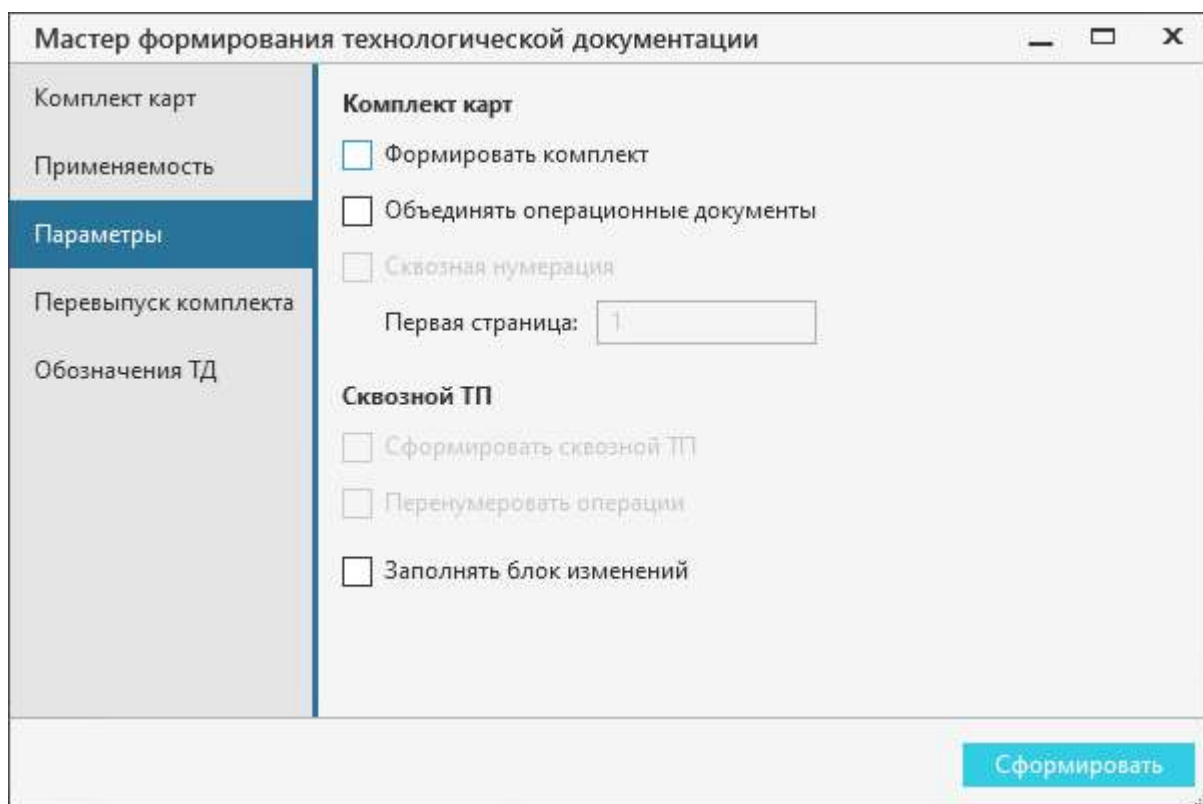 Мастер формирования технологической документации
Комплект карт
Применяемость
Параметры
Перевыпуск комплекта
Обозначения ТД
Комплект карт
Формировать комплект
Объединять операционные документы
Сквозная нумерация
Первая страница: 1
Сквозной ТП
Сформировать сквозной ТП
Перенумеровать операции
Заполнять блок изменений
Сформировать